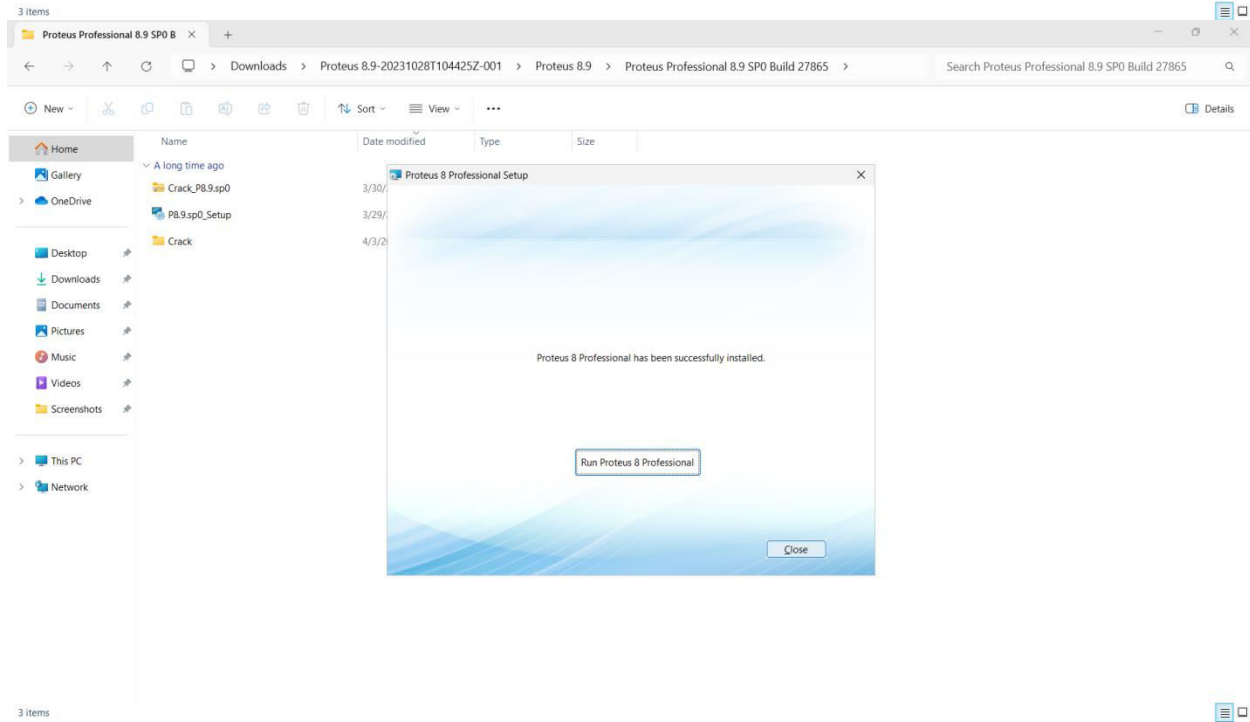 3 items
Proteus Professional 8.9 SP0 B
Downloads > Proteus 8.9-20231028T104425Z-001 > Proteus 8.9 > Proteus Professional 8.9 SP0 Build 27865 >
Search Proteus Professional 8.9 SP0 Build 27865
New Sort View ... Details
Name Date modified Type Size
Home
A long time ago
Gallery
Crack_P8.9.sp0 3/30/
OneDrive
P8.9.sp0_Setup 3/29/
Crack 4/3/2
Desktop
Downloads
Documents
Pictures
Music
Videos
Screenshots
This PC
Network
Proteus 8 Professional Setup
Proteus 8 Professional has been successfully installed.
Run Proteus 8 Professional
Close
3 items